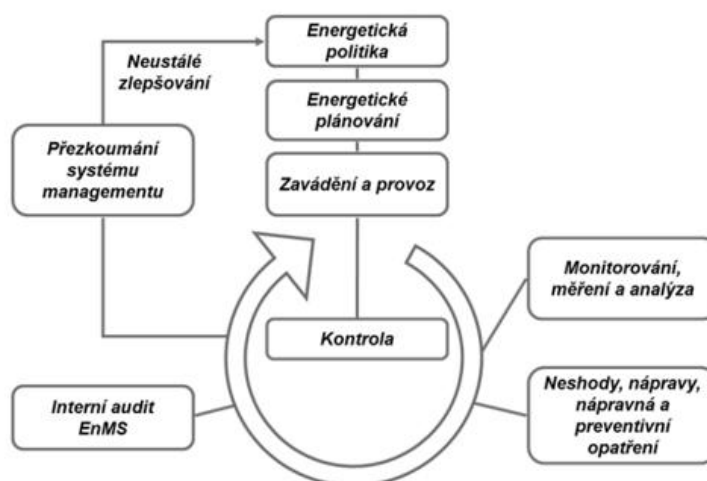 Energetická
politika
Neustálé
zlepšování
Energetické
plánování
Přezkoumání
systému
managementu
Zavádění a provoz
Monitorování,
měření a analýza
Kontrola
Interní audit
EnMS
Neshody, nápravy,
nápravná a
preventivní
opatření